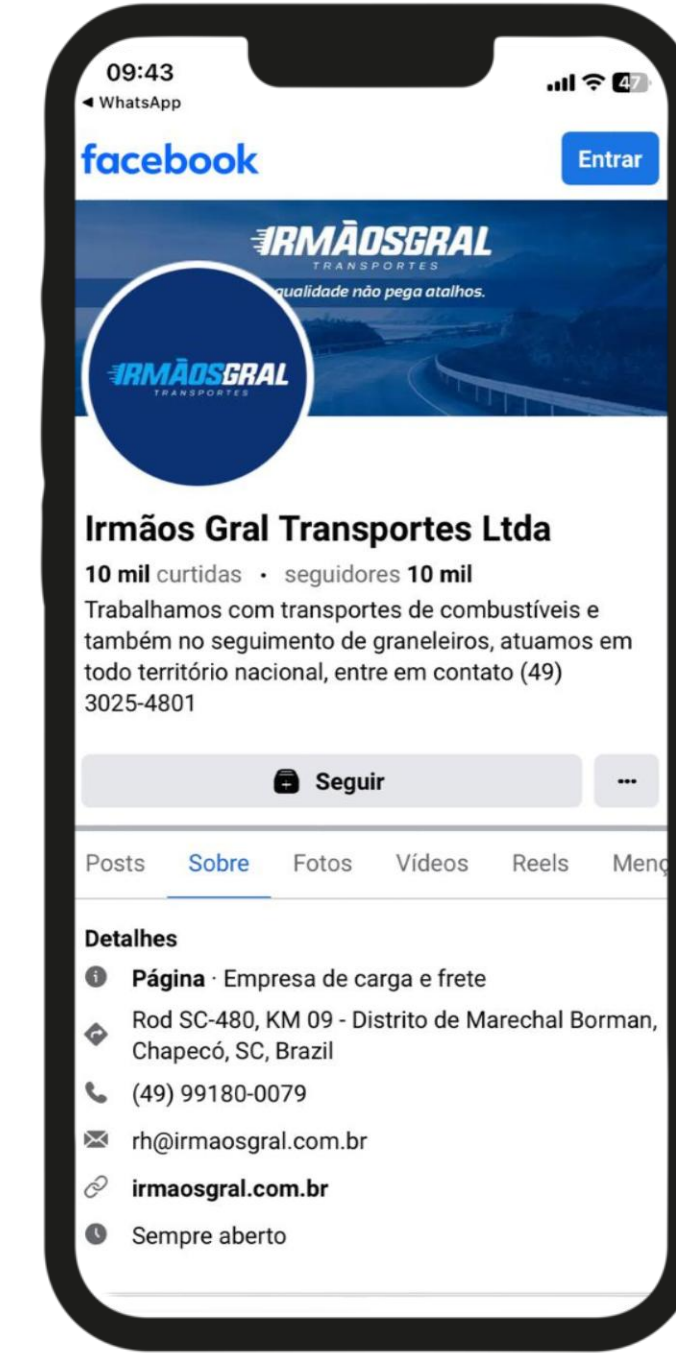 09:43
◀ WhatsApp
47
facebook
Entrar
IRMÃOSGRAL
TRANSPORTES
qualidade não pega atalhos.
IRMÃOSGRAL
TRANSPORTES
Irmãos Gral Transportes Ltda
10 mil curtidas · seguidores 10 mil
Trabalhamos com transportes de combustíveis e
também no seguimento de graneleiros, atuamos em
todo território nacional, entre em contato (49)
3025-4801
Seguir
Posts Sobre Fotos Vídeos Reels Menç
Detalhes
Página · Empresa de carga e frete
Rod SC-480, KM 09 - Distrito de Marechal Borman,
Chapecó, SC, Brazil
(49) 99180-0079
rh@irmaosgral.com.br
irmaosgral.com.br
Sempre aberto